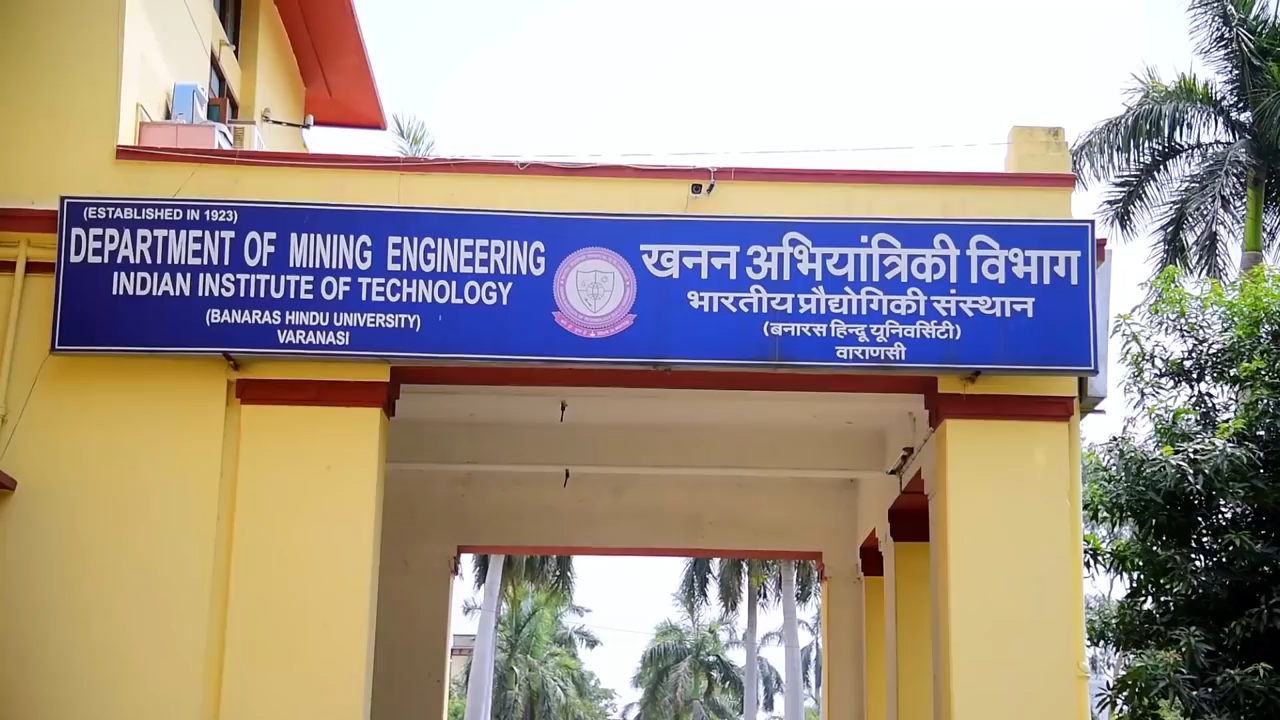 (ESTABLISHED IN 1923)
DEPARTMENT OF MINING ENGINEERING
INDIAN INSTITUTE OF TECHNOLOGY
(BANARAS HINDU UNIVERSITY)
VARANASI
खनन अभियांत्रिकी विभाग
भारतीय प्रौद्योगिकी संस्थान
(बनारस हिन्दू यूनिवर्सिटी)
वाराणसी